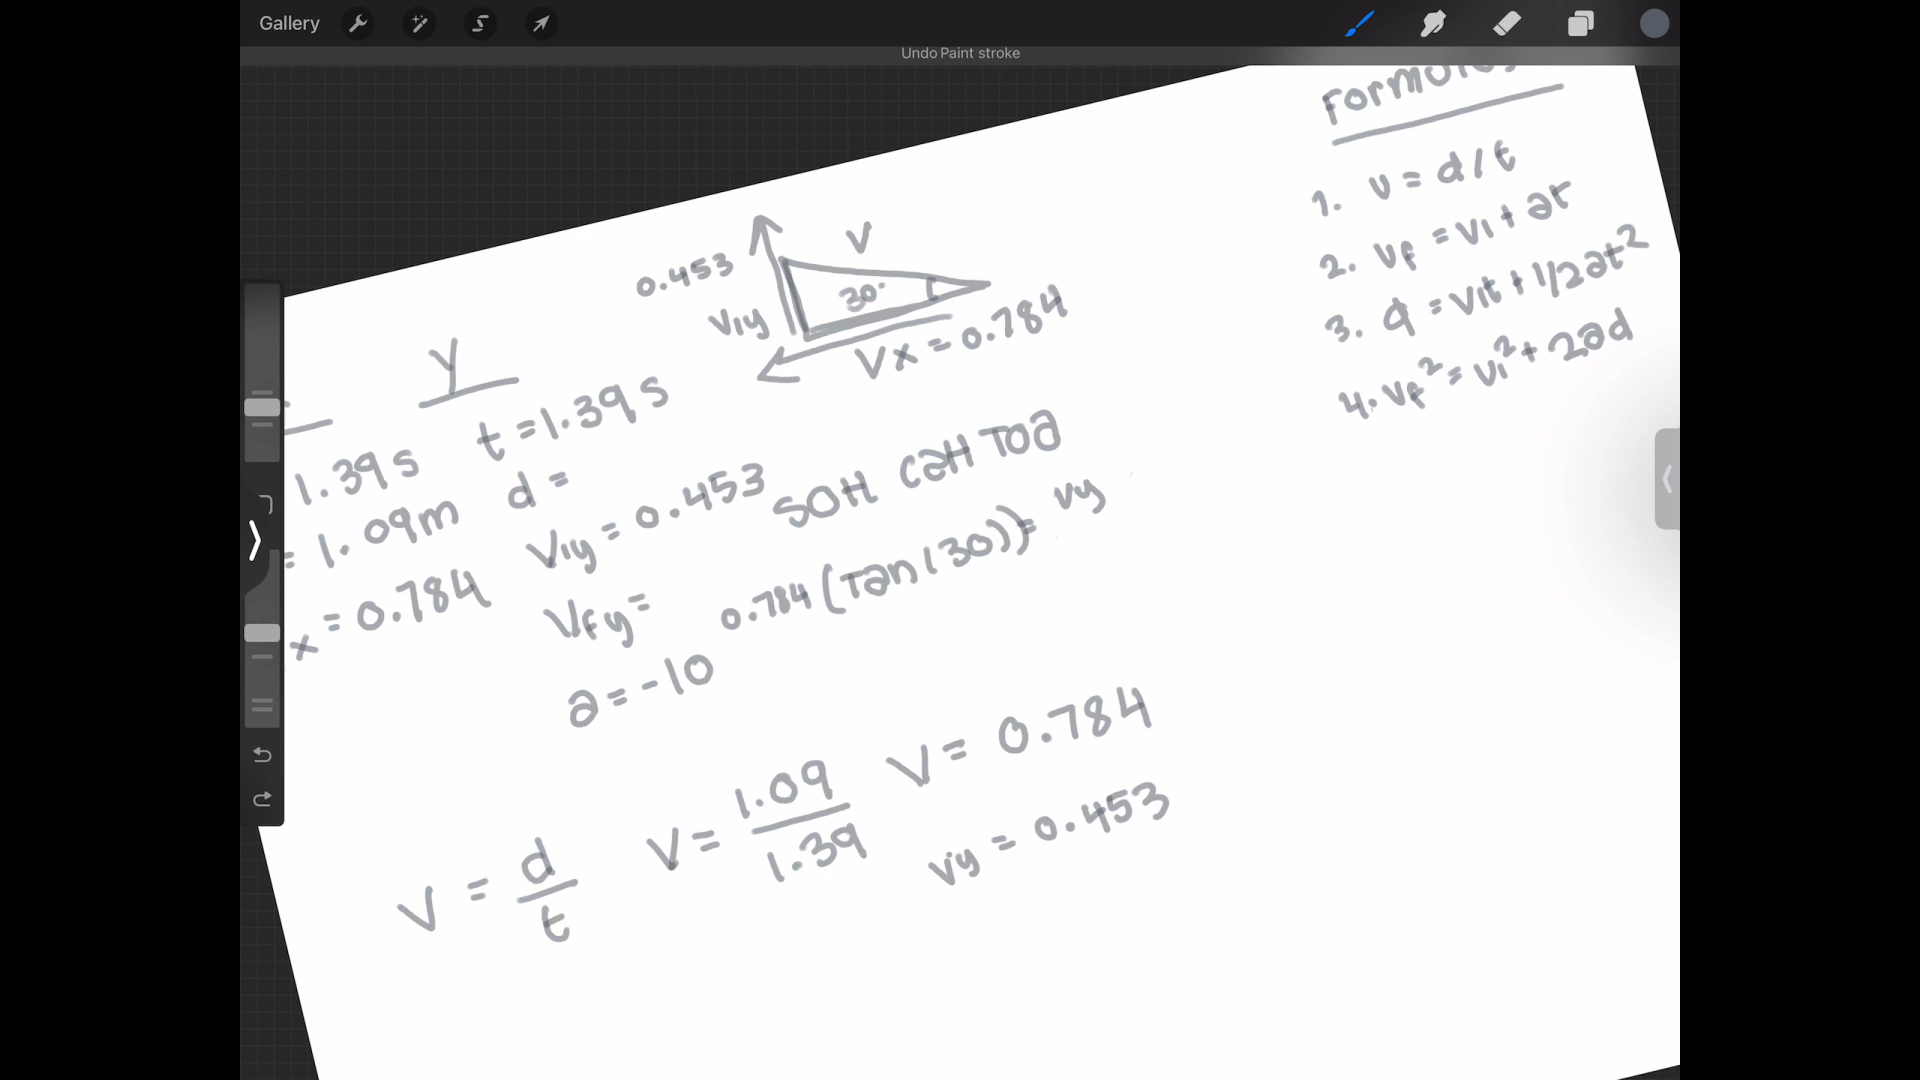 Gallery
Undo Paint stroke
Formulas
1. v = d/t
2. vf = vi + at
3. d = vit + 1/2at²
4. vf² = vi² + 2ad
0.453
v
30°
viy
vx = 0.784
y
1.39s
t = 1.39s
= 1.09m
d =
x = 0.784
viy = 0.453
SOH CaH Toa
vfy =
0.784 (Tan(30)) = vy
a = -10
v = d/t
v = 1.09/1.39
v = 0.784
viy = 0.453